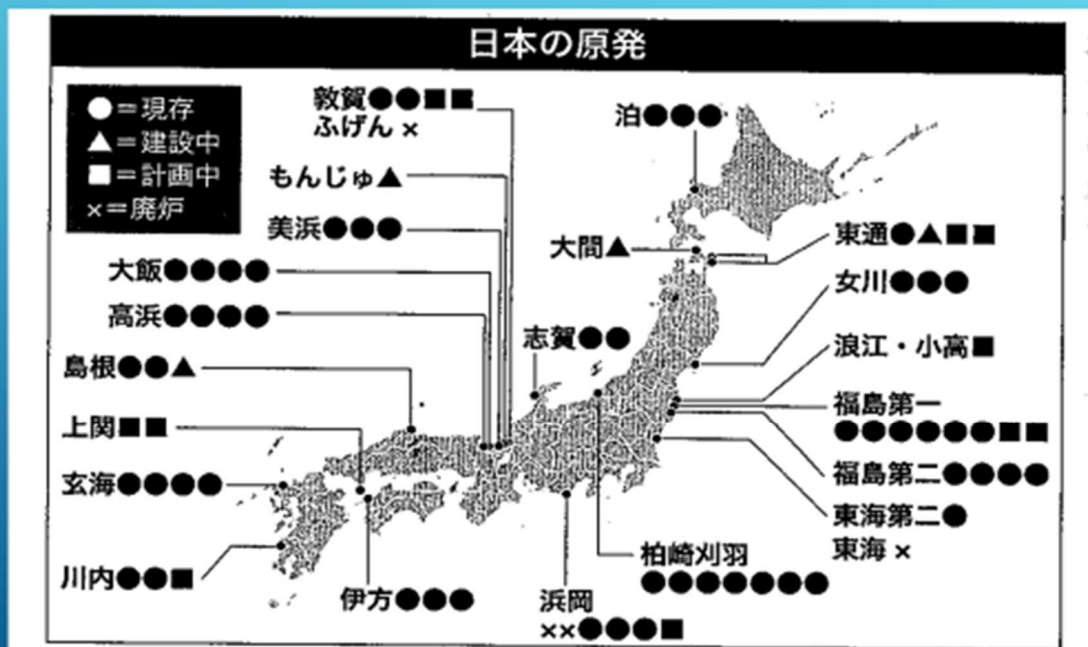 日本の原発
●=現存
▲=建設中
■=計画中
×=廃炉
敦賀●●■■
ふげん ×
もんじゅ▲
美浜●●●
大飯●●●●
高浜●●●●
島根●●▲
上関■■
玄海●●●●
川内●●■
伊方●●●
志賀●●
浜岡
××●●●■
柏崎刈羽
●●●●●●●
泊●●●
大間▲
東通●▲■■
女川●●●
浪江・小高■
福島第一
●●●●●●■■
福島第二●●●●
東海第二●
東海 ×